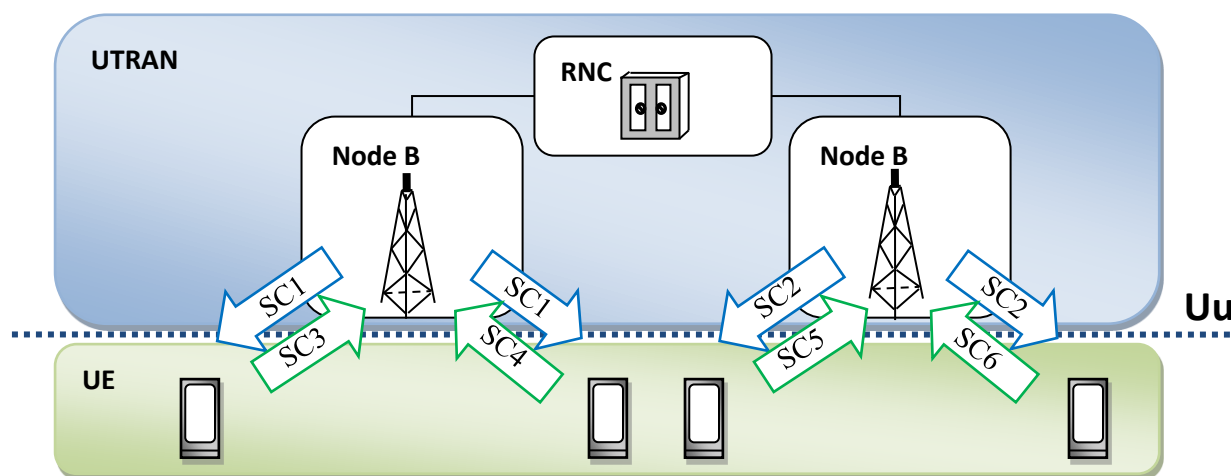 UTRAN
RNC
Node B
Node B
SC1
SC3
SC1
SC4
SC2
SC5
SC2
SC6
Uu
UE